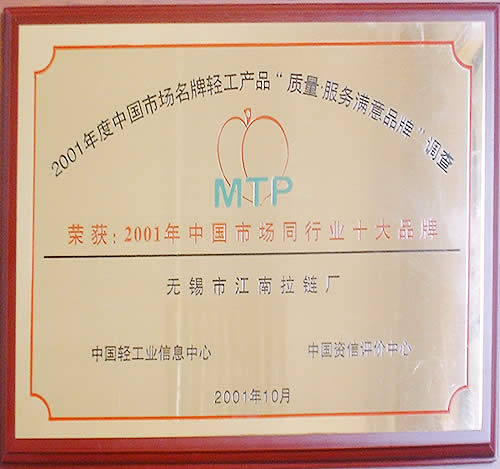 2001年度中国市场名牌轻工产品“质量·服务满意品牌”调查
MTP
荣获：2001年中国市场同行业十大品牌
无锡市江南拉链厂
中国轻工业信息中心 中国资信评价中心
2001年10月